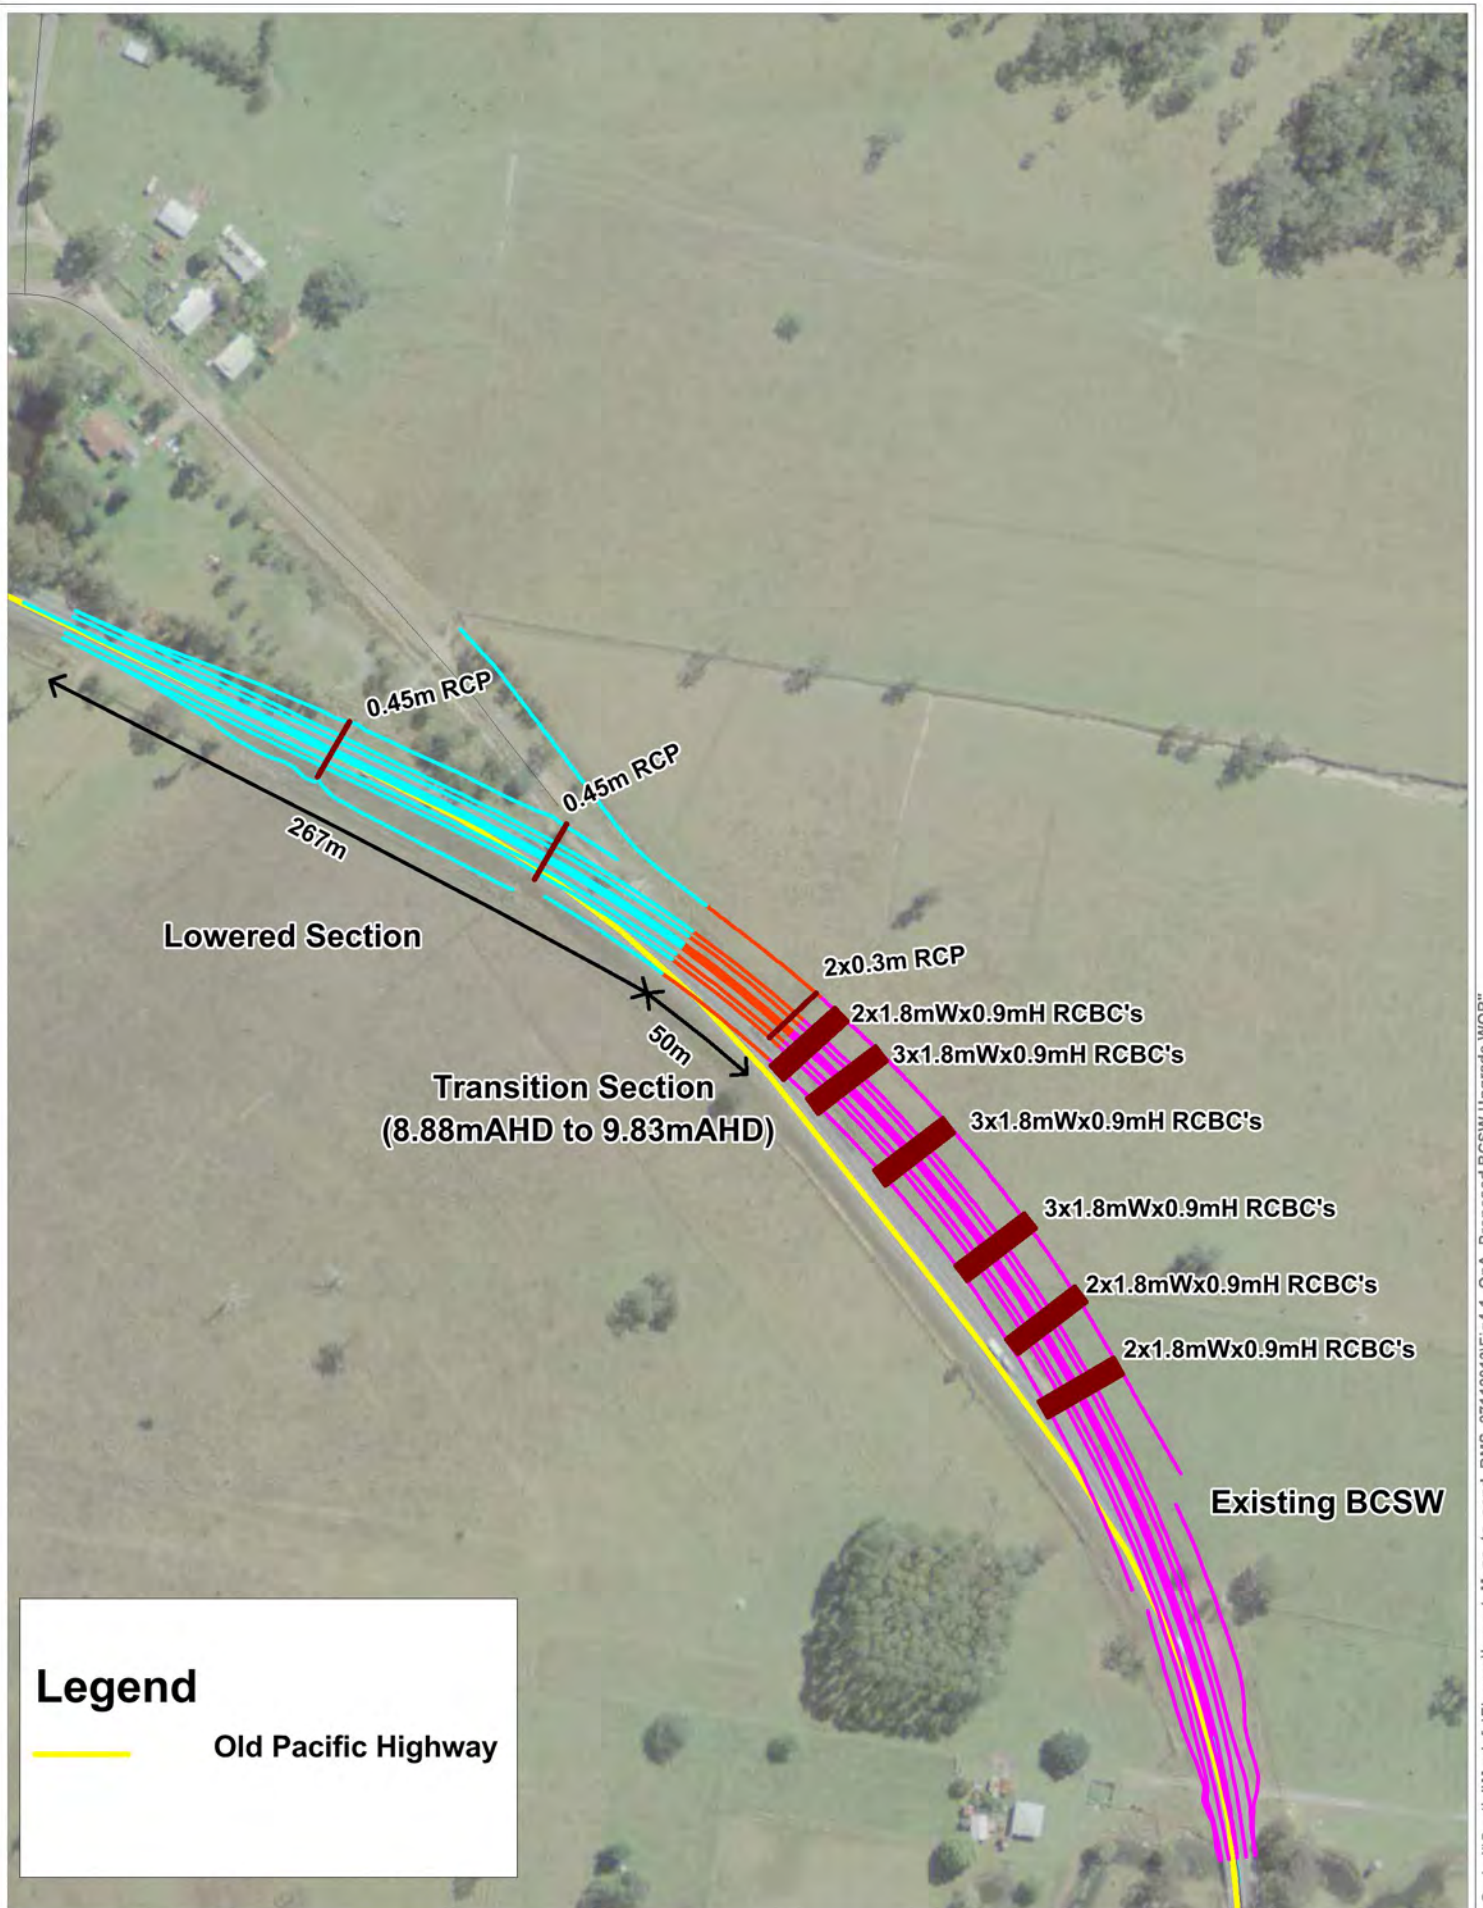 0.45m RCP
0.45m RCP
267m
Lowered Section
2x0.3m RCP
2x1.8mWx0.9mH RCBC's
50m
3x1.8mWx0.9mH RCBC's
Transition Section
(8.88mAHD to 9.83mAHD)
3x1.8mWx0.9mH RCBC's
3x1.8mWx0.9mH RCBC's
2x1.8mWx0.9mH RCBC's
2x1.8mWx0.9mH RCBC's
Existing BCSW
Legend
Old Pacific Highway